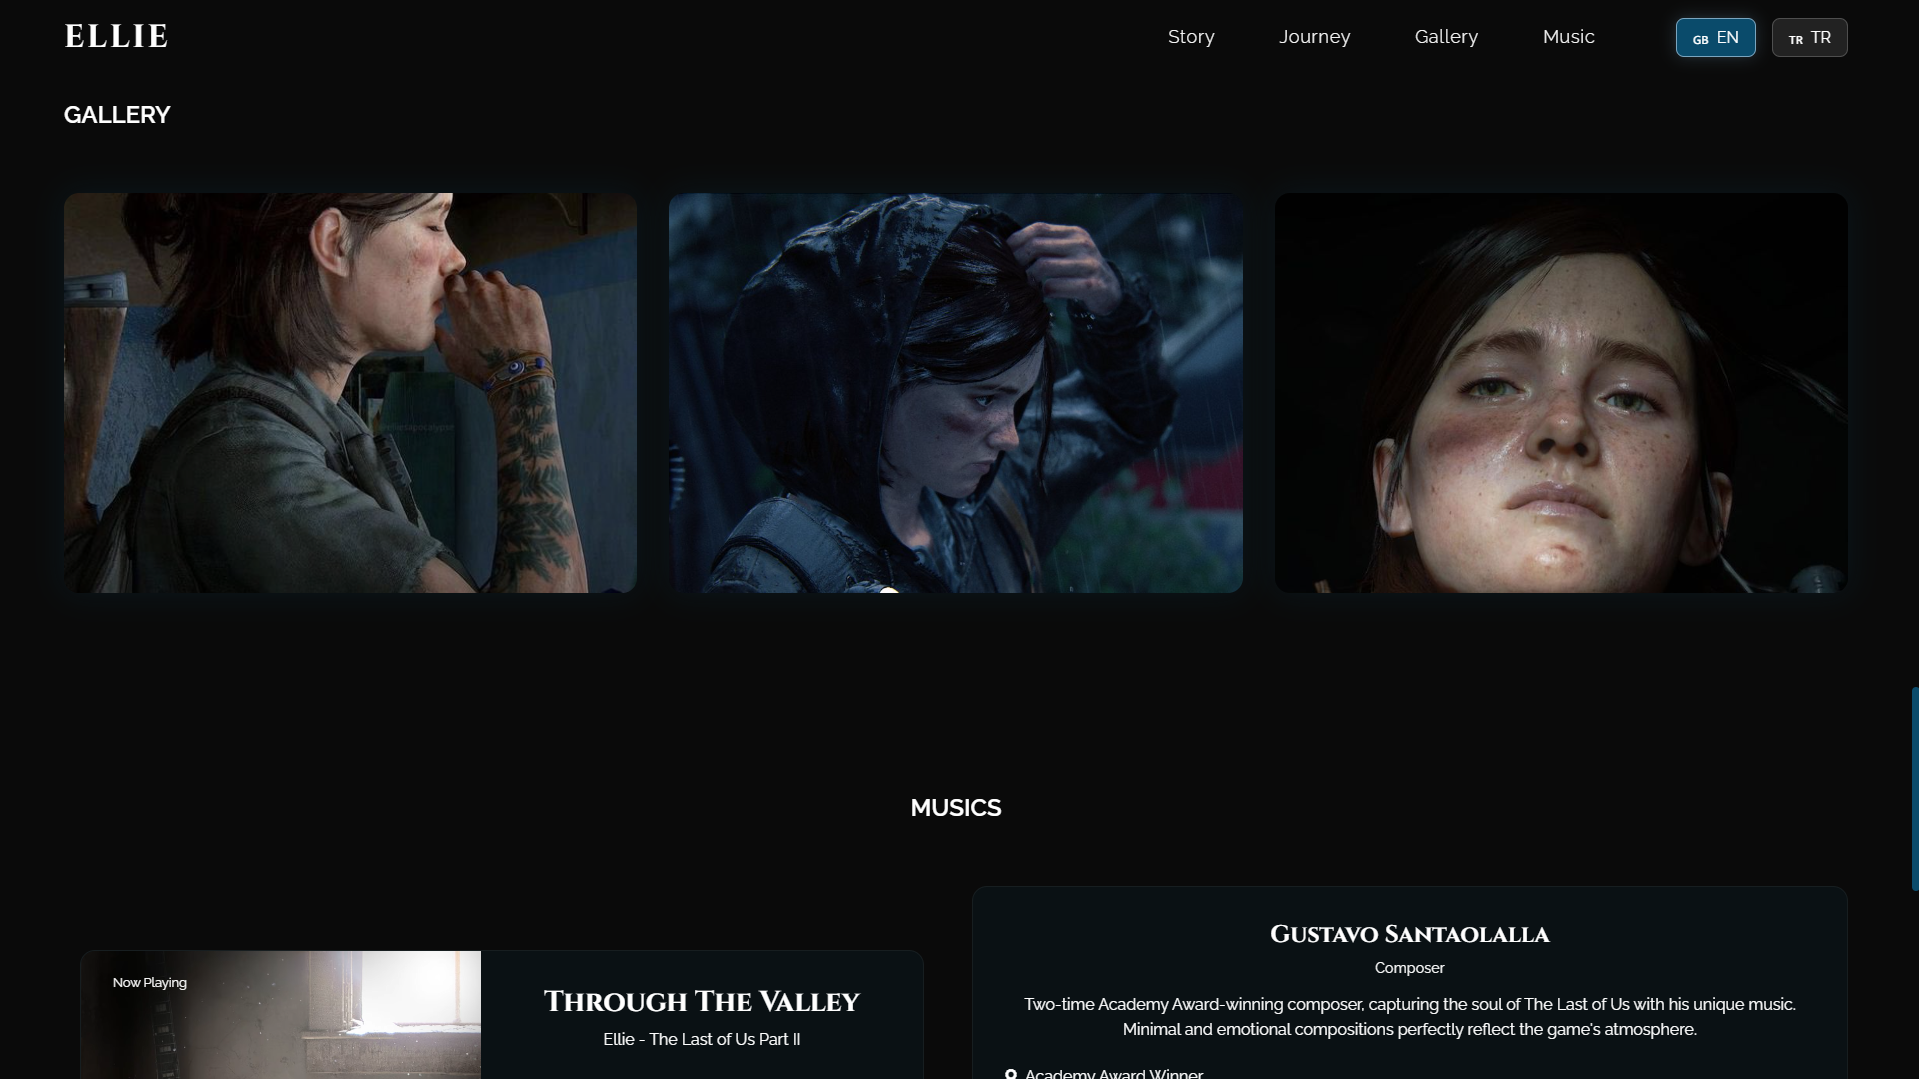 ELLIE
Story
Journey
Gallery
Music
GB EN
TR TR
GALLERY
MUSICS
Now Playing
THROUGH THE VALLEY
Ellie - The Last of Us Part II
GUSTAVO SANTAOLALLA
Composer
Two-time Academy Award-winning composer, capturing the soul of The Last of Us with his unique music.
Minimal and emotional compositions perfectly reflect the game's atmosphere.
Academy Award Winner